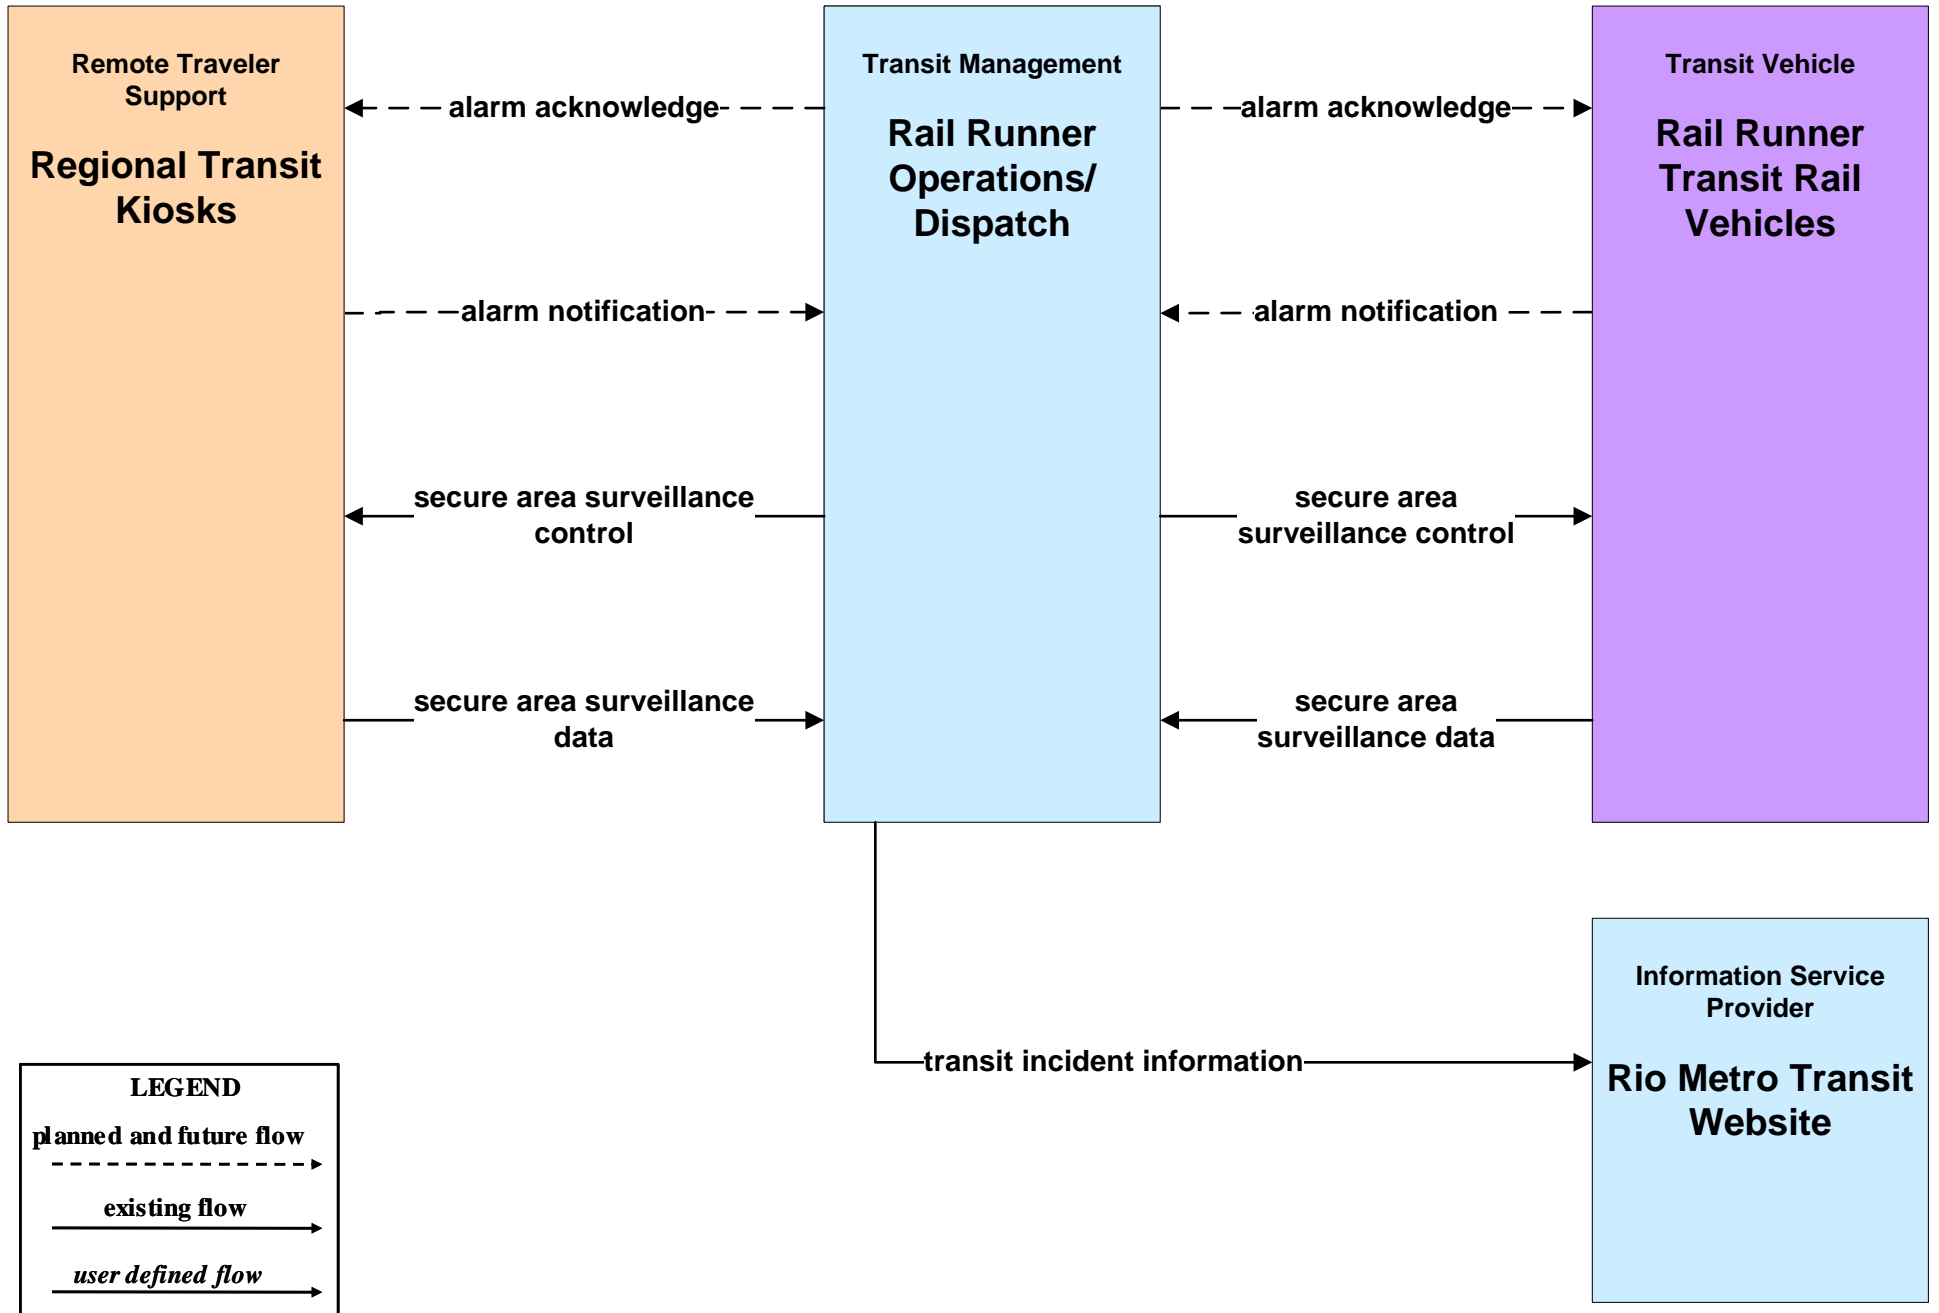 Remote Traveler
Support
Regional Transit
Kiosks
Transit Management
Rail Runner
Operations/
Dispatch
Transit Vehicle
Rail Runner
Transit Rail
Vehicles
alarm acknowledge
alarm acknowledge
alarm notification
alarm notification
secure area surveillance
control
secure area
surveillance control
secure area surveillance
data
secure area
surveillance data
transit incident information
Information Service
Provider
Rio Metro Transit
Website
LEGEND
planned and future flow
existing flow
user defined flow